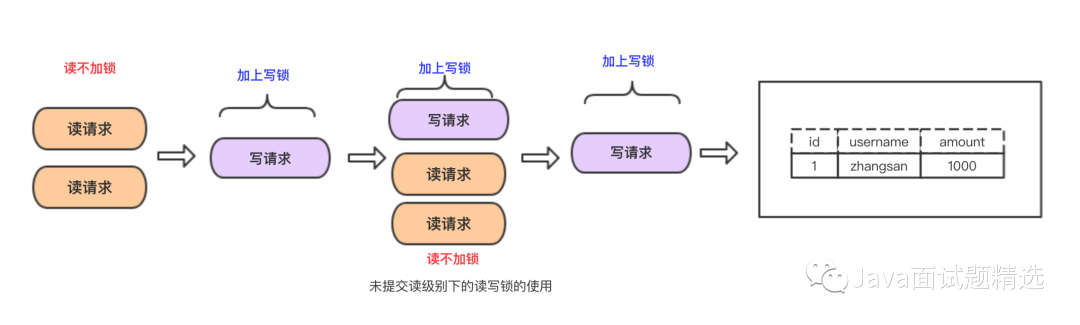 读不加锁
读请求
读请求
加上写锁
写请求
加上写锁
写请求
读请求
读请求
读不加锁
加上写锁
写请求
id username amount
1 zhangsan 1000
未提交读级别下的读写锁的使用
Java面试题精选